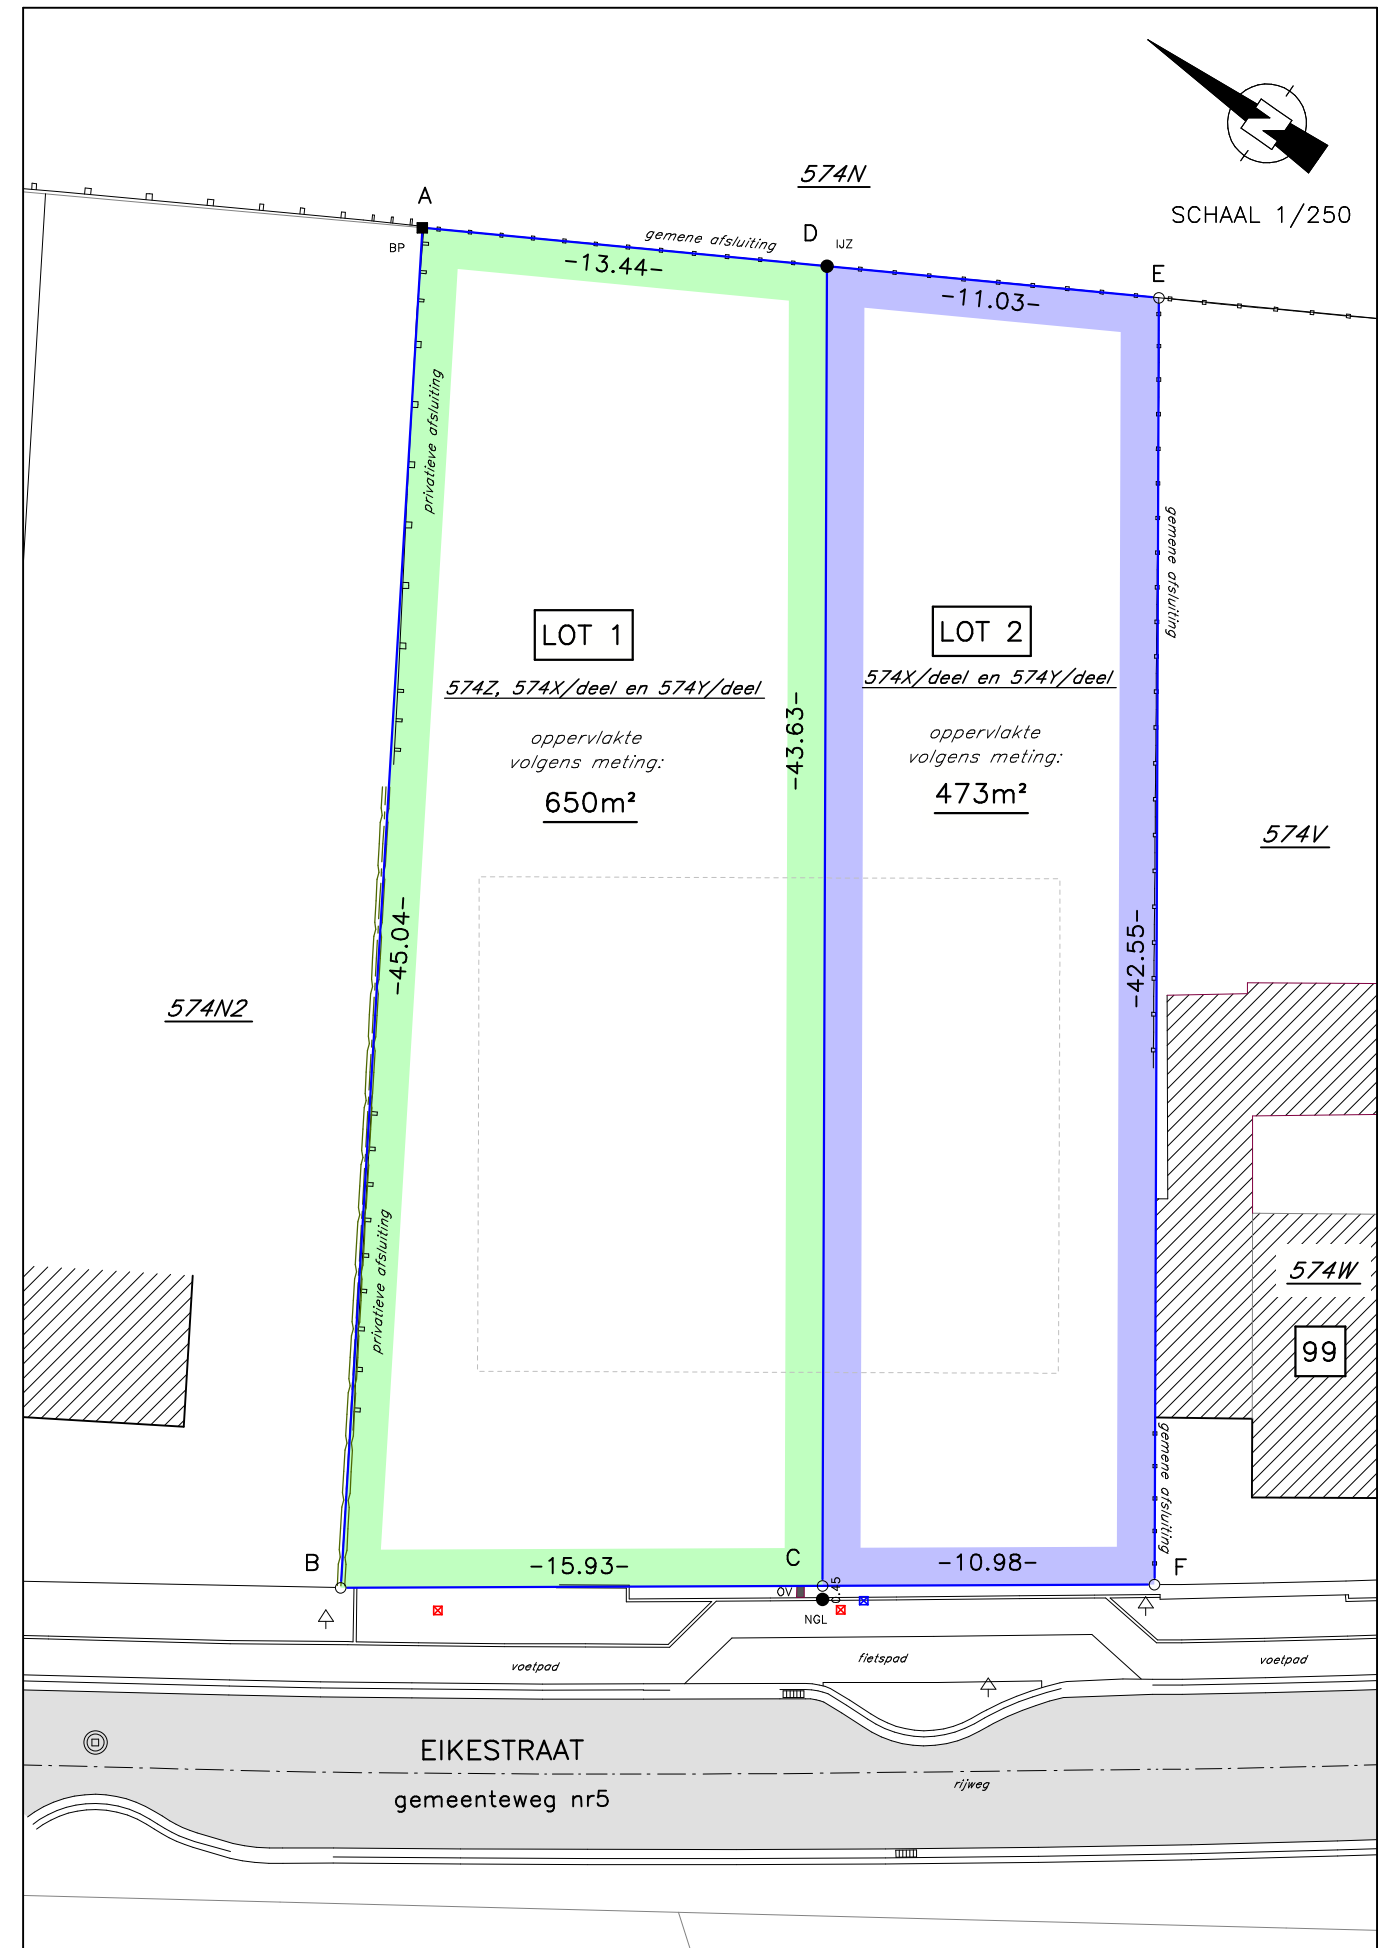 574N
SCHAAL 1/250
A
BP
gemene afsluiting
-13.44-
D
IJZ
-11.03-
E
privatieve afsluiting
gemene afsluiting
LOT 1
574Z, 574X/deel en 574Y/deel
oppervlakte
volgens meting:
650m²
-43.63-
LOT 2
574X/deel en 574Y/deel
oppervlakte
volgens meting:
473m²
574V
-45.04-
-42.55-
574N2
574W
99
privatieve afsluiting
gemene afsluiting
B
-15.93-
C
-10.98-
F
OV
0.45
NGL
voetpad
fietspad
voetpad
EIKESTRAAT
rijweg
gemeenteweg nr5